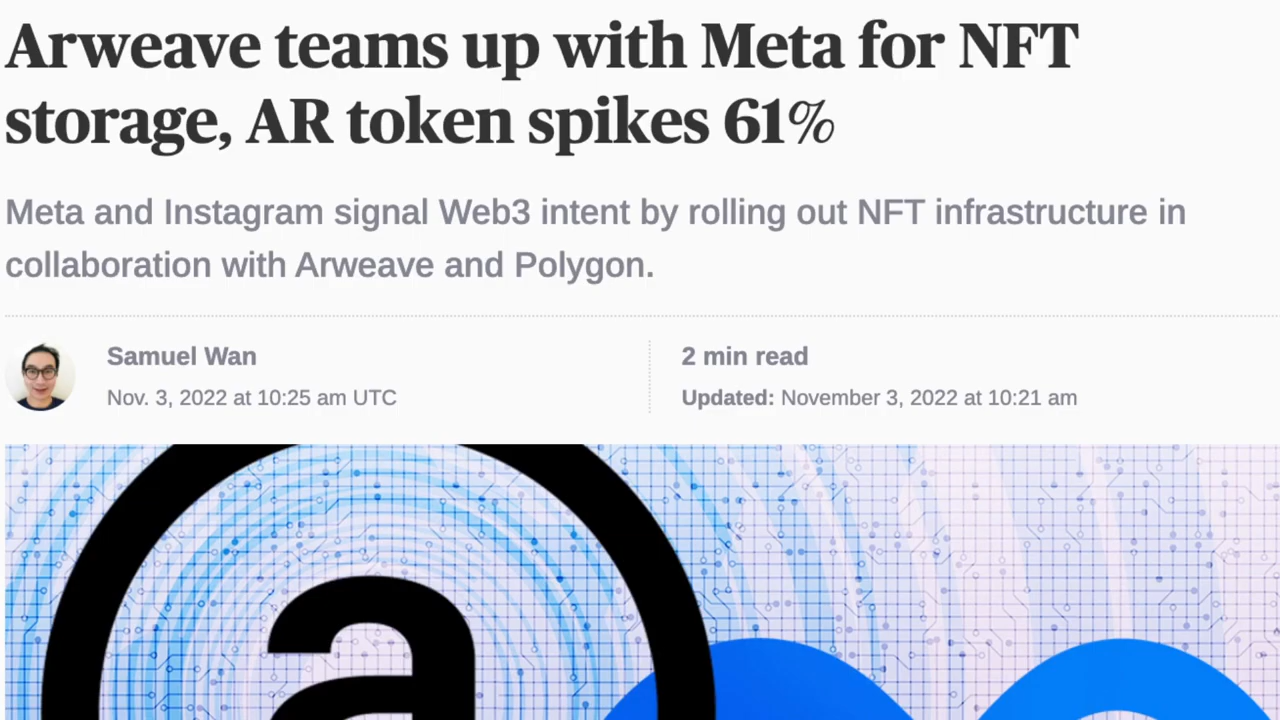 Arweave teams up with Meta for NFT
storage, AR token spikes 61%
Meta and Instagram signal Web3 intent by rolling out NFT infrastructure in
collaboration with Arweave and Polygon.
Samuel Wan
Nov. 3, 2022 at 10:25 am UTC
2 min read
Updated: November 3, 2022 at 10:21 am
a